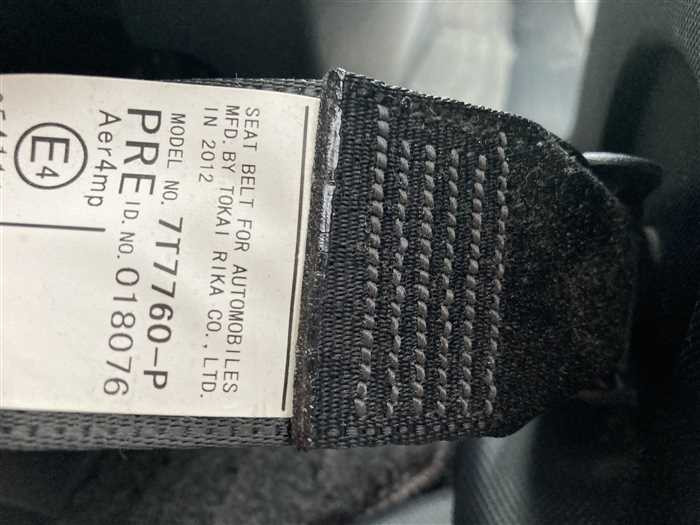 SEAT BELT FOR AUTOMOBILES
MFD. BY TOKAI RIKA CO., LTD.
IN 2012
MODEL NO. 7T7760-P
PRE ID. NO. 018076
Aer4mp
E4